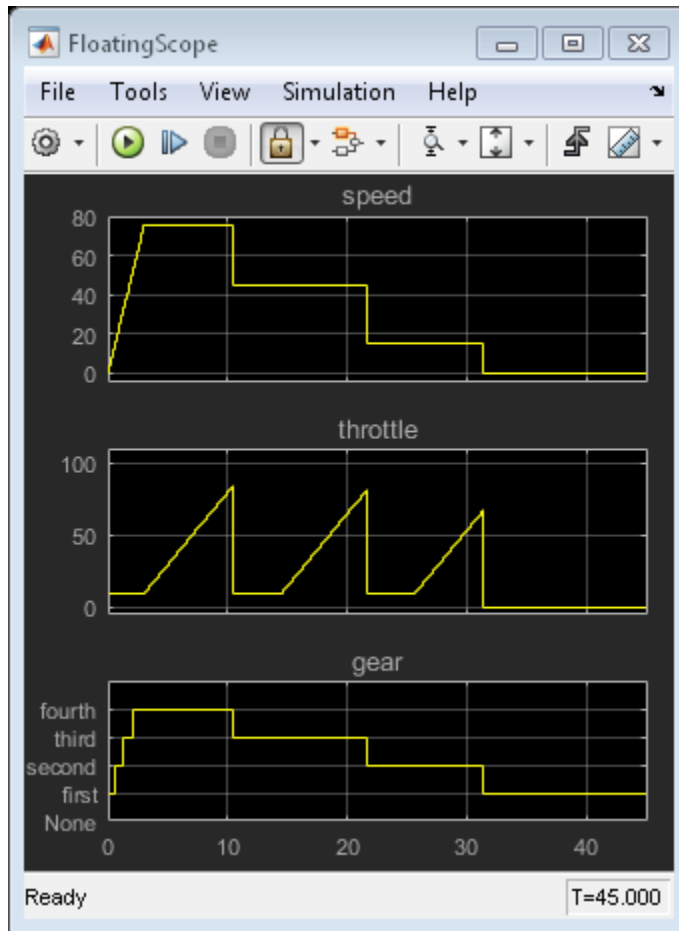 FloatingScope
File Tools View Simulation Help
speed
80
60
40
20
0
throttle
100
50
0
gear
fourth
third
second
first
None
0 10 20 30 40
Ready T=45.000